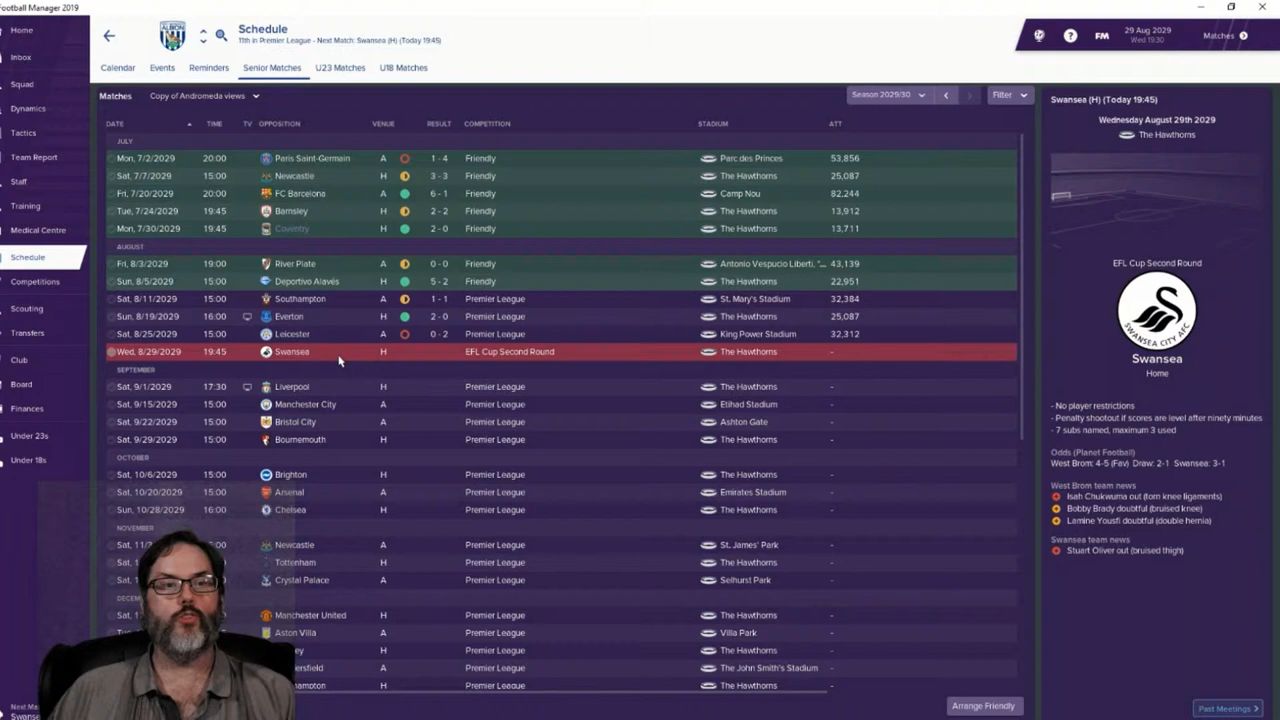 Football Manager 2019
Schedule
11th in Premier League - Next Match: Swansea (H) (Today 19:45)
29 Aug 2029
Wed 19:30
FM
Matches
Calendar Events Reminders Senior Matches U23 Matches U18 Matches
Home
Inbox
Squad
Dynamics
Tactics
Team Report
Staff
Training
Medical Centre
Schedule
Competitions
Scouting
Transfers
Club
Board
Finances
Under 23s
Under 18s
Swansea
ALBION
Matches Copy of Andromeda views Season 2029/30 Filter
DATE TIME TV OPPOSITION VENUE RESULT COMPETITION STADIUM ATT
JULY
Mon, 7/2/2029 20:00 Paris Saint-Germain A 1 - 4 Friendly Parc des Princes 53,856
Sat, 7/7/2029 15:00 Newcastle H 3 - 3 Friendly The Hawthorns 25,087
Fri, 7/20/2029 20:00 FC Barcelona A 6 - 1 Friendly Camp Nou 82,244
Tue, 7/24/2029 19:45 Barnsley H 2 - 2 Friendly The Hawthorns 13,912
Mon, 7/30/2029 19:45 Coventry H 2 - 0 Friendly The Hawthorns 13,711
AUGUST
Fri, 8/3/2029 19:00 River Plate A 0 - 0 Friendly Antonio Vespucio Liberti, "... 43,139
Sun, 8/5/2029 15:00 Deportivo Alavés H 5 - 2 Friendly The Hawthorns 22,951
Sat, 8/11/2029 15:00 Southampton A 1 - 1 Premier League St. Mary's Stadium 32,384
Sun, 8/19/2029 16:00 Everton H 2 - 0 Premier League The Hawthorns 25,087
Sat, 8/25/2029 15:00 Leicester A 0 - 2 Premier League King Power Stadium 32,312
Wed, 8/29/2029 19:45 Swansea H EFL Cup Second Round The Hawthorns -
SEPTEMBER
Sat, 9/1/2029 17:30 Liverpool H Premier League The Hawthorns -
Sat, 9/15/2029 15:00 Manchester City A Premier League Etihad Stadium -
Sat, 9/22/2029 15:00 Bristol City A Premier League Ashton Gate -
Sat, 9/29/2029 15:00 Bournemouth H Premier League The Hawthorns -
OCTOBER
Sat, 10/6/2029 15:00 Brighton H Premier League The Hawthorns -
Sat, 10/20/2029 15:00 Arsenal A Premier League Emirates Stadium -
Sun, 10/28/2029 16:00 Chelsea H Premier League The Hawthorns -
NOVEMBER
Sat, 11/3 Newcastle A Premier League St. James' Park -
Sat, Tottenham H Premier League The Hawthorns -
Sat, Crystal Palace A Premier League Selhurst Park -
Sat, Manchester United H Premier League The Hawthorns -
Aston Villa A Premier League Villa Park -
H Premier League The Hawthorns -
ersfield A Premier League The John Smith's Stadium -
hampton H Premier League The Hawthorns -
Arrange Friendly
Swansea (H) (Today 19:45)
Wednesday August 29th 2029
The Hawthorns
EFL Cup Second Round
SWANSEA CITY AFC
Swansea
Home
- No player restrictions
- Penalty shootout if scores are level after ninety minutes
- 7 subs named, maximum 3 used
Odds (Planet Football)
West Brom: 4-5 (Fav) Draw: 2-1 Swansea: 3-1
West Brom team news
Isah Chukwuma out (torn knee ligaments)
Bobby Brady doubtful (bruised knee)
Lamine Yousfi doubtful (double hernia)
Swansea team news
Stuart Oliver out (bruised thigh)
Past Meetings